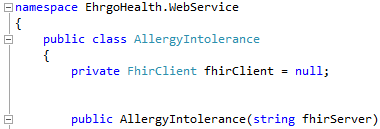 namespace EhrgoHealth.WebService
{
public class AllergyIntolerance
{
private FhirClient fhirClient = null;
public AllergyIntolerance(string fhirServer)